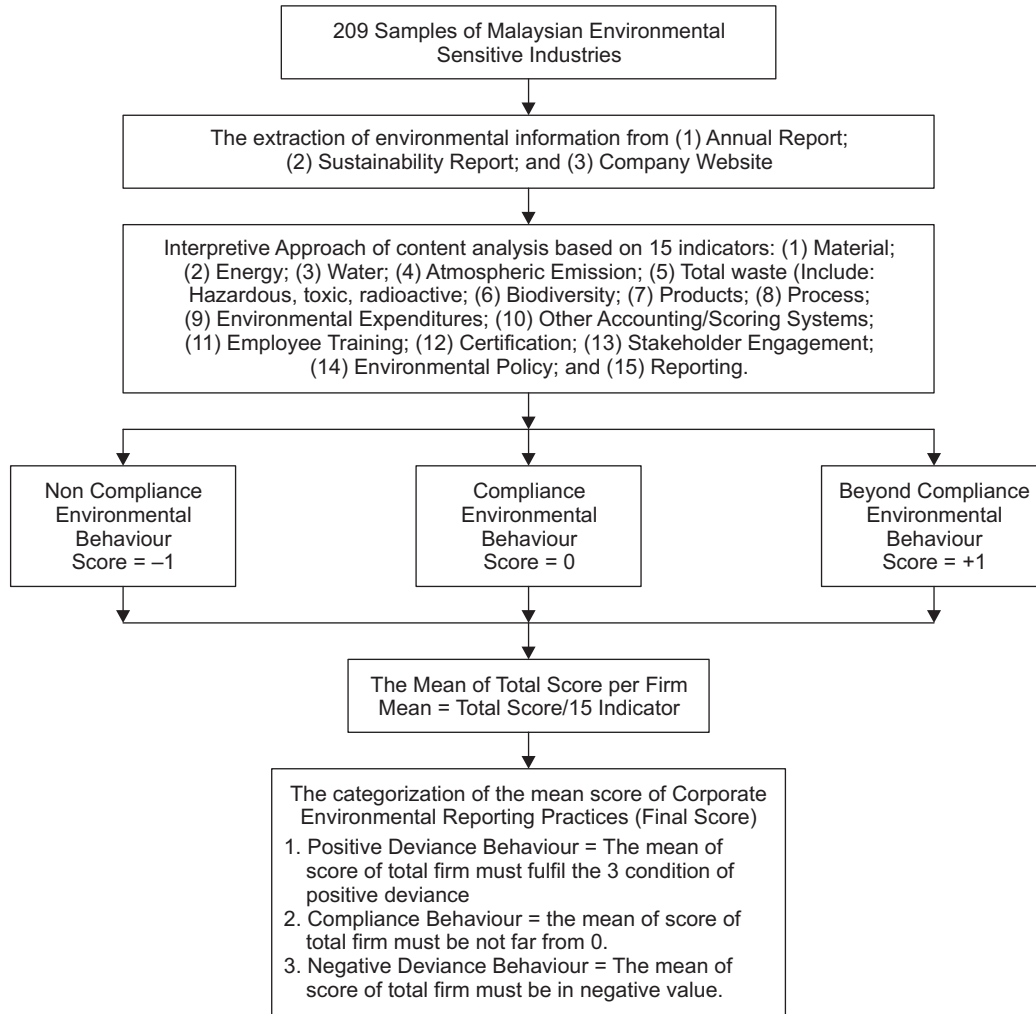 209 Samples of Malaysian Environmental
Sensitive Industries
The extraction of environmental information from (1) Annual Report;
(2) Sustainability Report; and (3) Company Website
Interpretive Approach of content analysis based on 15 indicators: (1) Material;
(2) Energy; (3) Water; (4) Atmospheric Emission; (5) Total waste (Include:
Hazardous, toxic, radioactive; (6) Biodiversity; (7) Products; (8) Process;
(9) Environmental Expenditures; (10) Other Accounting/Scoring Systems;
(11) Employee Training; (12) Certification; (13) Stakeholder Engagement;
(14) Environmental Policy; and (15) Reporting.
Non Compliance
Environmental
Behaviour
Score = –1
Compliance
Environmental
Behaviour
Score = 0
Beyond Compliance
Environmental
Behaviour
Score = +1
The Mean of Total Score per Firm
Mean = Total Score/15 Indicator
The categorization of the mean score of Corporate
Environmental Reporting Practices (Final Score)
1. Positive Deviance Behaviour = The mean of
score of total firm must fulfil the 3 condition of
positive deviance
2. Compliance Behaviour = the mean of score of
total firm must be not far from 0.
3. Negative Deviance Behaviour = The mean of
score of total firm must be in negative value.